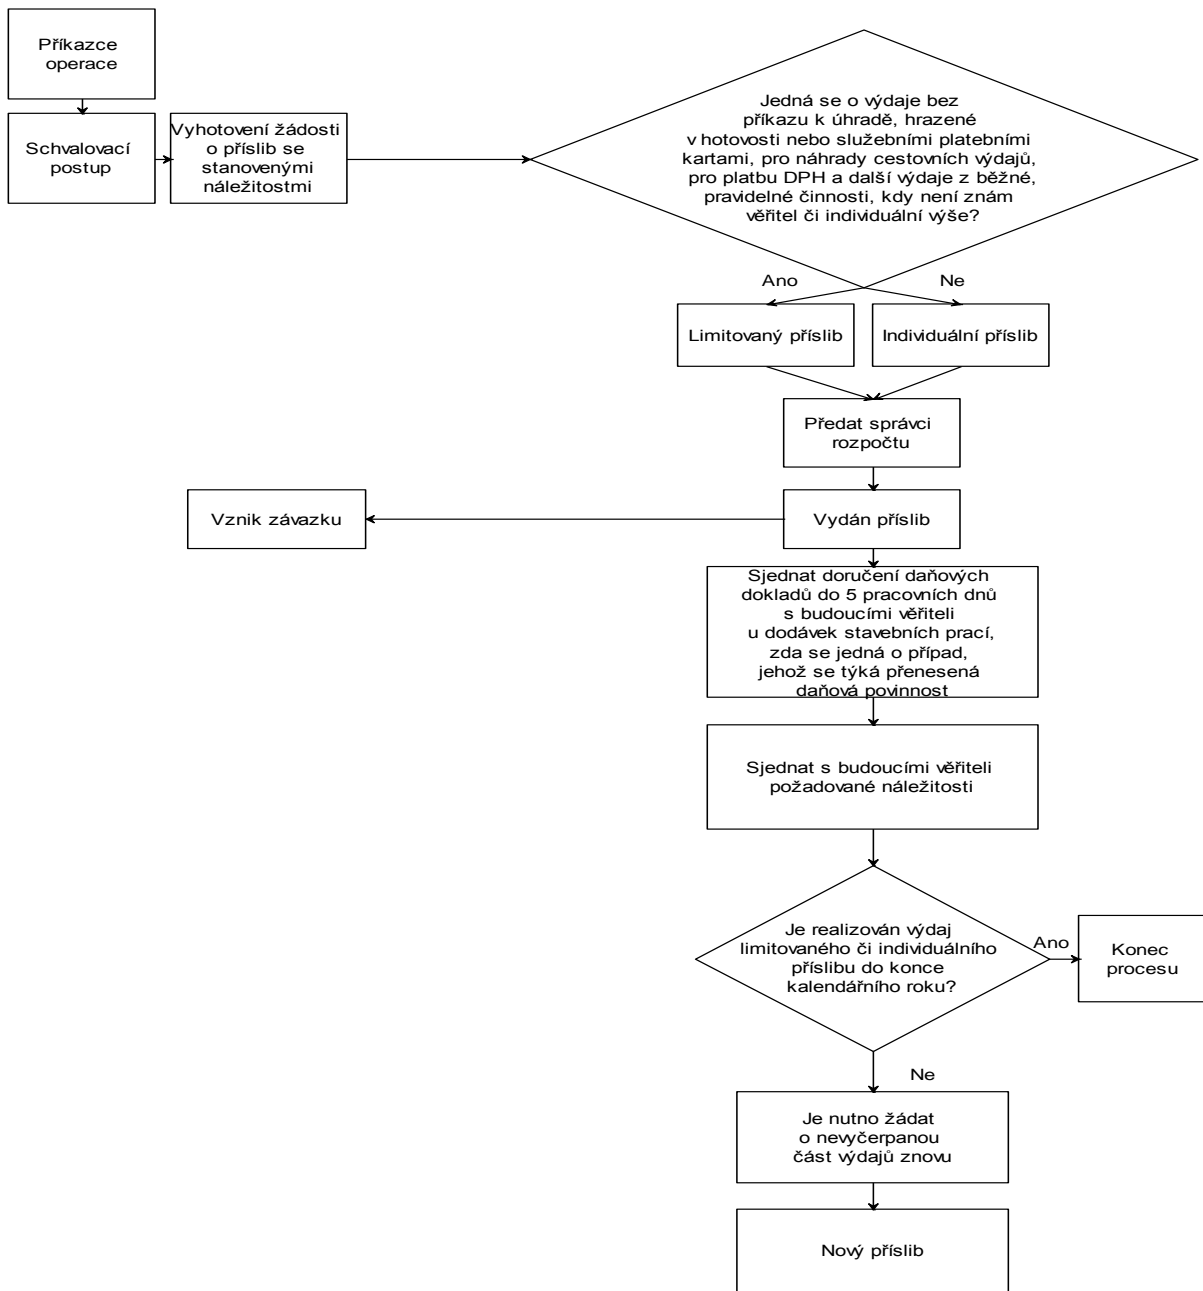 Příkazce
operace
Schvalovací
postup
Vyhotovení žádosti
o příslib se
stanovenými
náležitostmi
Jedná se o výdaje bez
příkazu k úhradě, hrazené
v hotovosti nebo služebními platebními
kartami, pro náhrady cestovních výdajů,
pro platbu DPH a další výdaje z běžné,
pravidelné činnosti, kdy není znám
věřitel či individuální výše?
Ano
Ne
Limitovaný příslib
Individuální příslib
Předat správci
rozpočtu
Vznik závazku
Vydán příslib
Sjednat doručení daňových
dokladů do 5 pracovních dnů
s budoucími věřiteli
u dodávek stavebních prací,
zda se jedná o případ,
jehož se týká přenesená
daňová povinnost
Sjednat s budoucími věřiteli
požadované náležitosti
Je realizován výdaj
limitovaného či individuálního
příslibu do konce
kalendářního roku?
Ano
Konec
procesu
Ne
Je nutno žádat
o nevyčerpanou
část výdajů znovu
Nový příslib